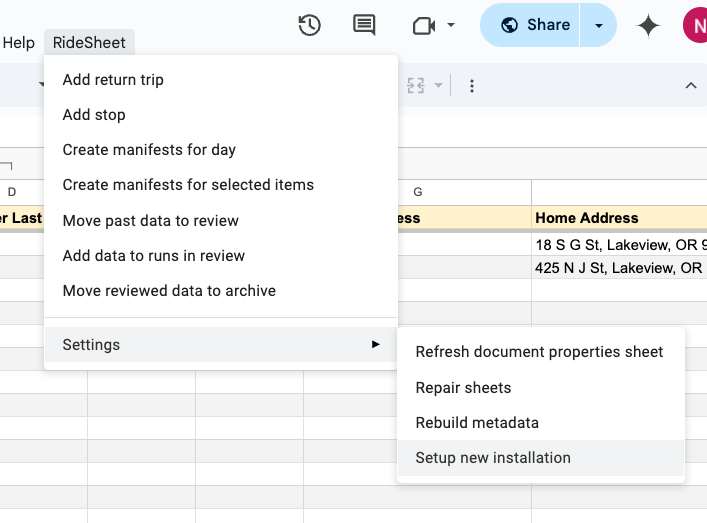 Help RideSheet
Share
N
Add return trip
Add stop
Create manifests for day
Create manifests for selected items
Move past data to review
Add data to runs in review
Move reviewed data to archive
Settings
Refresh document properties sheet
Repair sheets
Rebuild metadata
Setup new installation
D G
er Last ess Home Address
18 S G St, Lakeview, OR 9
425 N J St, Lakeview, OR